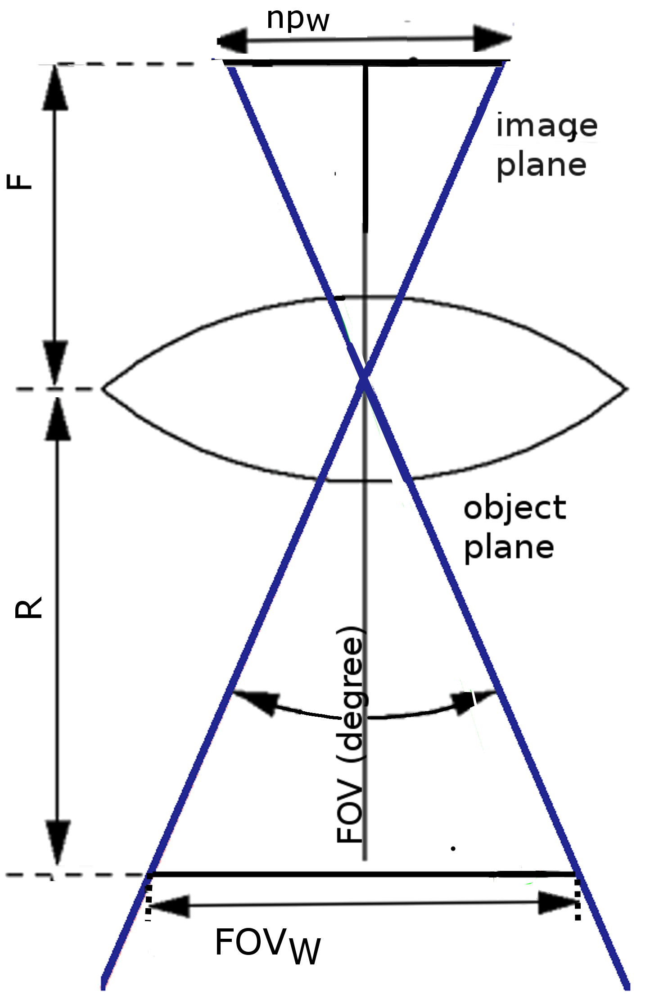 npw
image
plane
F
object
plane
R
FOV (degree)
FOVW